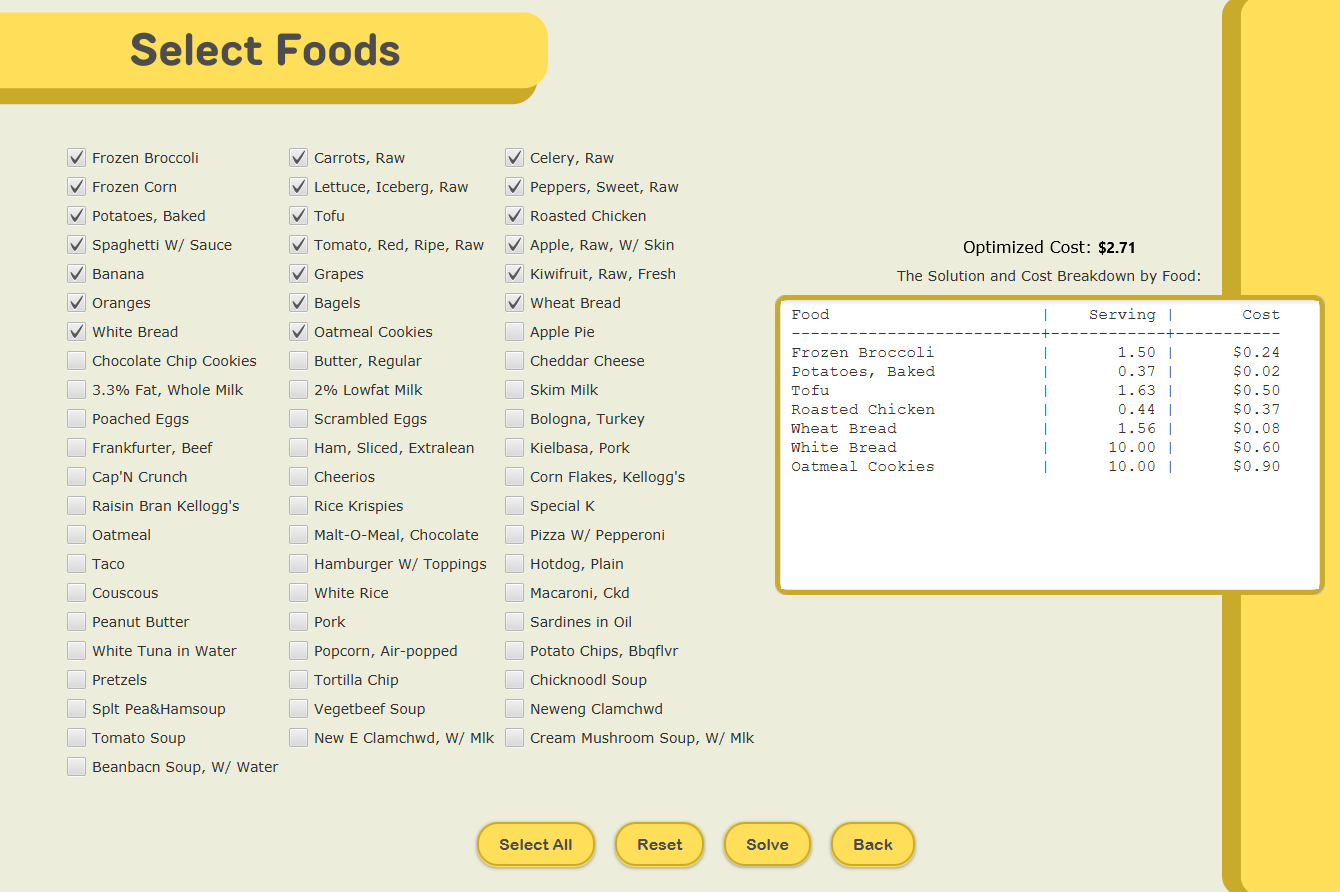 Select Foods
Frozen Broccoli Carrots, Raw Celery, Raw
Frozen Corn Lettuce, Iceberg, Raw Peppers, Sweet, Raw
Potatoes, Baked Tofu Roasted Chicken
Spaghetti W/ Sauce Tomato, Red, Ripe, Raw Apple, Raw, W/ Skin
Banana Grapes Kiwifruit, Raw, Fresh
Oranges Bagels Wheat Bread
White Bread Oatmeal Cookies Apple Pie
Chocolate Chip Cookies Butter, Regular Cheddar Cheese
3.3% Fat, Whole Milk 2% Lowfat Milk Skim Milk
Poached Eggs Scrambled Eggs Bologna, Turkey
Frankfurter, Beef Ham, Sliced, Extralean Kielbasa, Pork
Cap'N Crunch Cheerios Corn Flakes, Kellogg's
Raisin Bran Kellogg's Rice Krispies Special K
Oatmeal Malt-O-Meal, Chocolate Pizza W/ Pepperoni
Taco Hamburger W/ Toppings Hotdog, Plain
Couscous White Rice Macaroni, Ckd
Peanut Butter Pork Sardines in Oil
White Tuna in Water Popcorn, Air-popped Potato Chips, Bbqflvr
Pretzels Tortilla Chip Chicknoodl Soup
Splt Pea&Hamsoup Vegetbeef Soup Neweng Clamchwd
Tomato Soup New E Clamchwd, W/ Mlk Cream Mushroom Soup, W/ Mlk
Beanbacn Soup, W/ Water
Optimized Cost: $2.71
The Solution and Cost Breakdown by Food:
Food | Serving | Cost
--------------------------+------------+-----------
Frozen Broccoli | 1.50 | $0.24
Potatoes, Baked | 0.37 | $0.02
Tofu | 1.63 | $0.50
Roasted Chicken | 0.44 | $0.37
Wheat Bread | 1.56 | $0.08
White Bread | 10.00 | $0.60
Oatmeal Cookies | 10.00 | $0.90
Select All Reset Solve Back